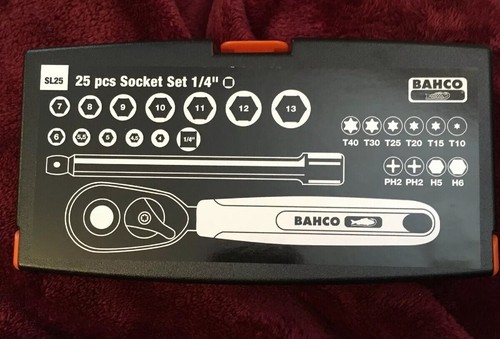 SL25
25 pcs Socket Set 1/4"
BAHCO
7 8 9 10 11 12 13
6 5,5 5 4,5 4 1/4"
T40 T30 T25 T20 T15 T10
PH2 PH2 H5 H6
BAHCO